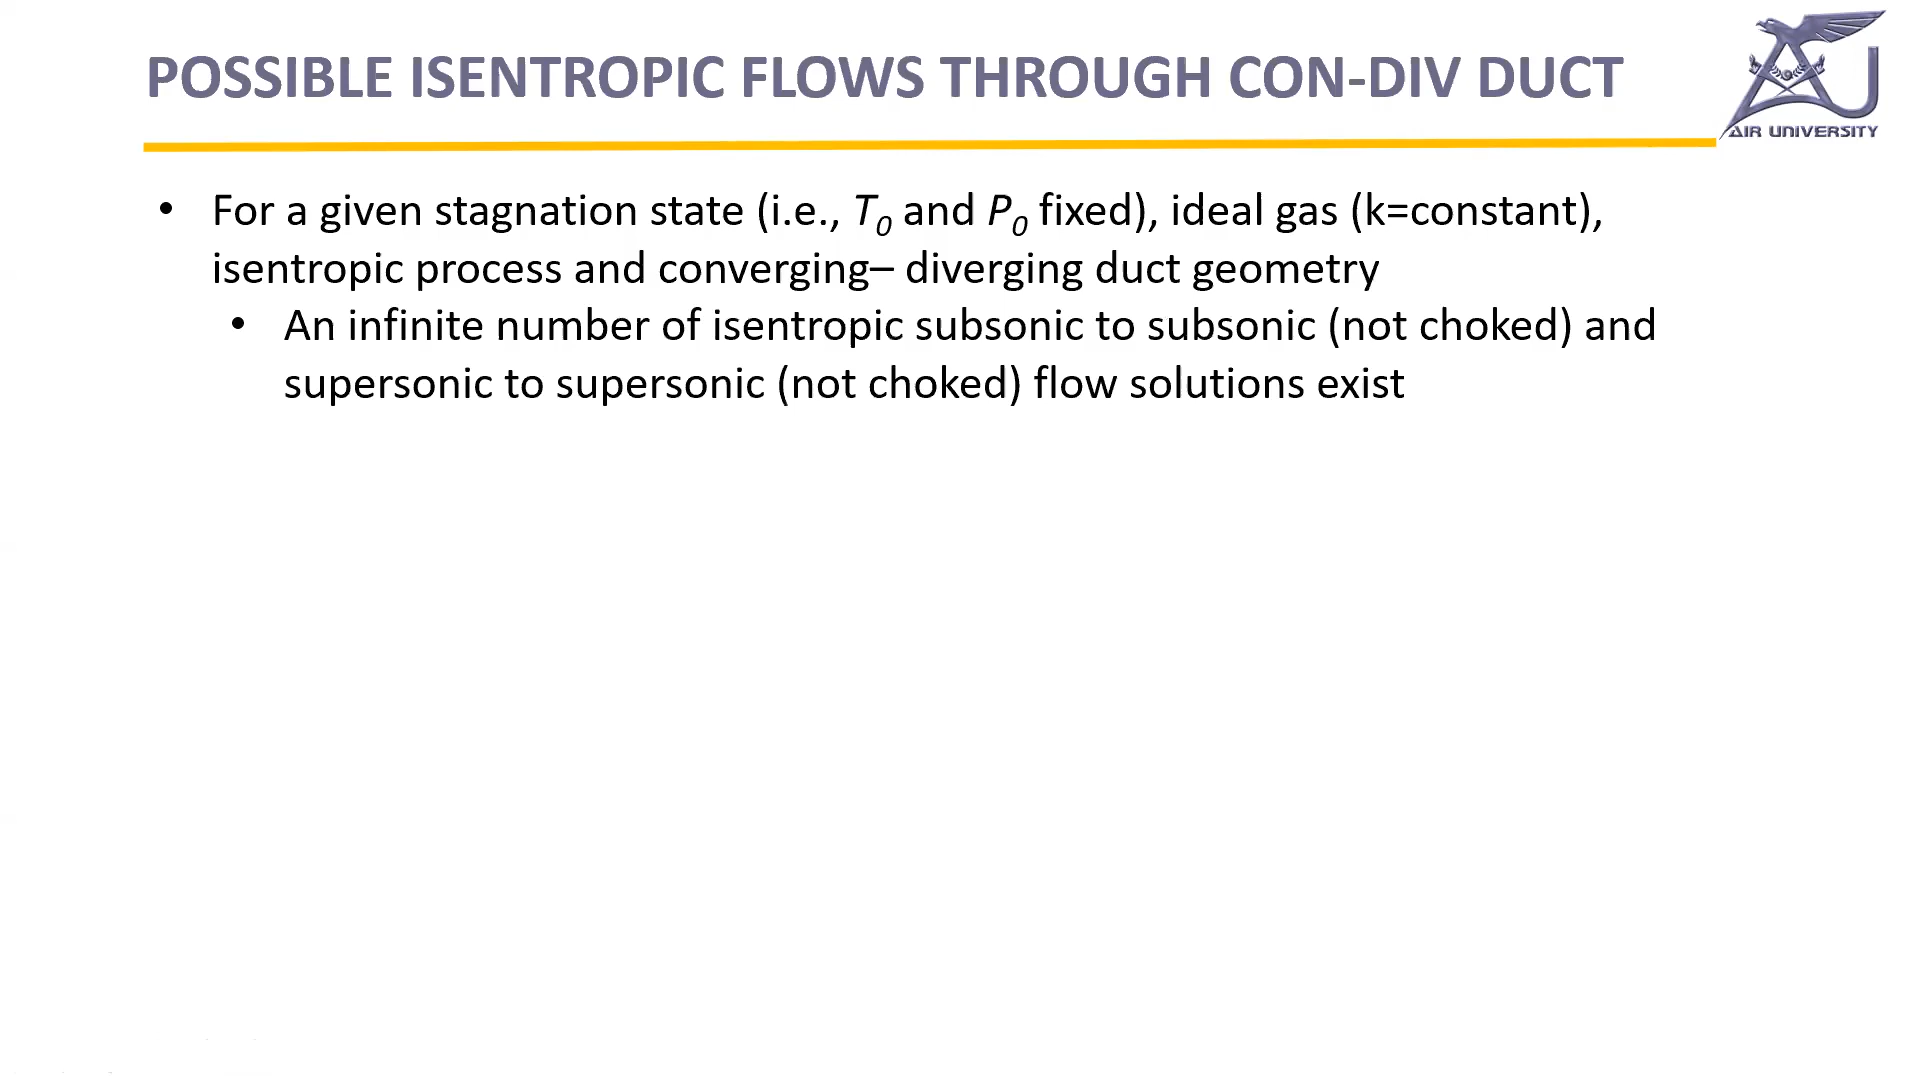 POSSIBLE ISENTROPIC FLOWS THROUGH CON-DIV DUCT
AIR UNIVERSITY
• For a given stagnation state (i.e., T0 and P0 fixed), ideal gas (k=constant),
isentropic process and converging– diverging duct geometry
• An infinite number of isentropic subsonic to subsonic (not choked) and
supersonic to supersonic (not choked) flow solutions exist